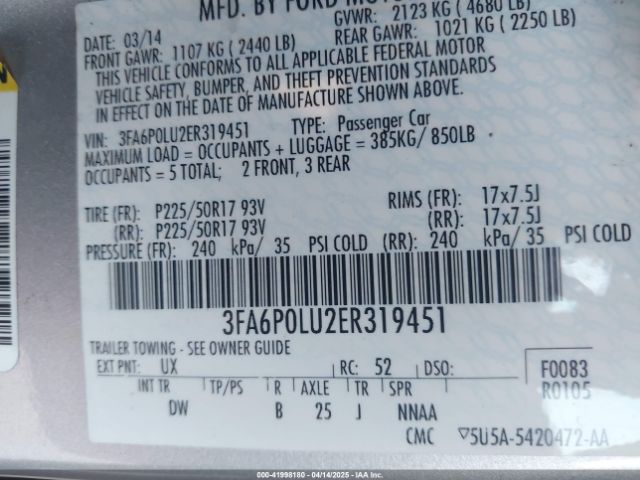 MFD. BY FORD MOTO
DATE: 03/14
GVWR: 2123 KG ( 4680 LB)
FRONT GAWR: 1107 KG ( 2440 LB)
REAR GAWR: 1021 KG ( 2250 LB)
THIS VEHICLE CONFORMS TO ALL APPLICABLE FEDERAL MOTOR
VEHICLE SAFETY, BUMPER, AND THEFT PREVENTION STANDARDS
IN EFFECT ON THE DATE OF MANUFACTURE SHOWN ABOVE.
VIN: 3FA6P0LU2ER319451 TYPE: Passenger Car
MAXIMUM LOAD = OCCUPANTS + LUGGAGE = 385KG/ 850LB
OCCUPANTS = 5 TOTAL; 2 FRONT, 3 REAR
TIRE (FR): P225/50R17 93V RIMS (FR): 17x7.5J
(RR): P225/50R17 93V (RR): 17x7.5J
PRESSURE (FR): 240 kPa/ 35 PSI COLD (RR): 240 kPa/ 35 PSI COLD
3FA6P0LU2ER319451
TRAILER TOWING - SEE OWNER GUIDE
EXT PNT: UX RC: 52 DSO: F0083
R0105
INT TR TP/PS R AXLE TR SPR
DW B 25 J NNAA
CMC ▽5U5A-5420472-AA
000-41998180 04/14/2025 - IAAI.com